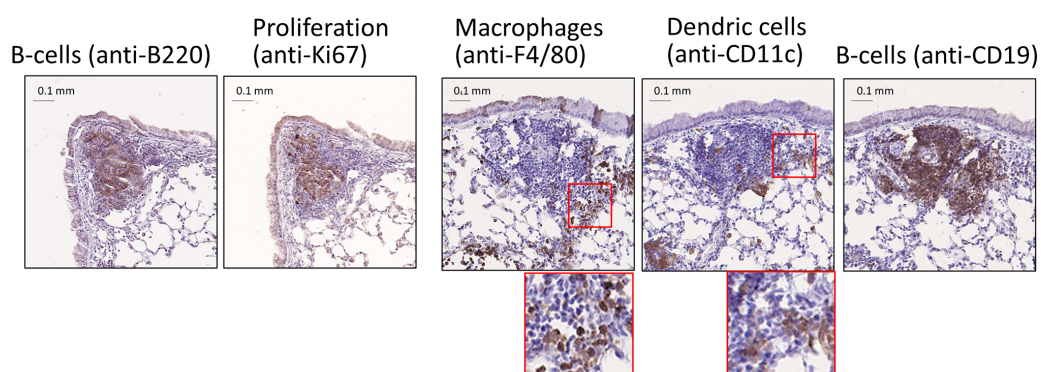 B-cells (anti-B220)
Proliferation
(anti-Ki67)
Macrophages
(anti-F4/80)
Dendric cells
(anti-CD11c)
B-cells (anti-CD19)
0.1 mm
0.1 mm
0.1 mm
0.1 mm
0.1 mm